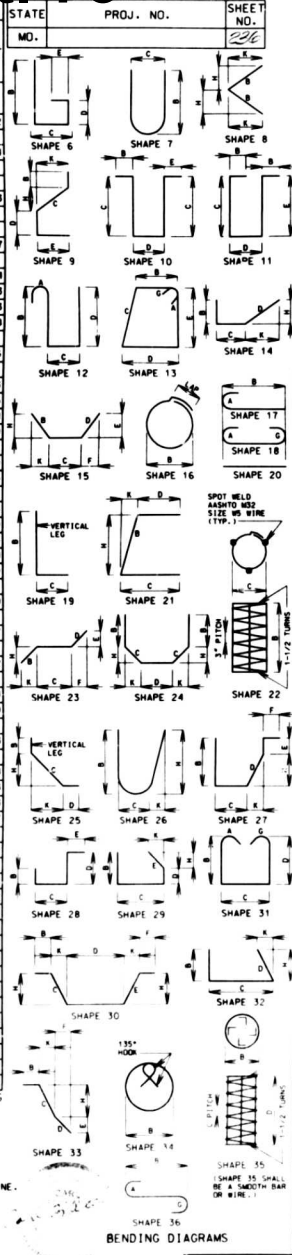 STATE PROJ. NO. SHEET NO.
MO. 226
E C K
B D H B
C
SHAPE 6 SHAPE 7 SHAPE 8
K B E B B
B H C C C C E
D
E D D
SHAPE 9 SHAPE 10 SHAPE 11
A B G A
B D C E D H
C D C K
SHAPE 12 SHAPE 13 SHAPE 14
B
A
SHAPE 17
A G
SHAPE 18
H B D E
K C F B
SHAPE 15 SHAPE 16 SHAPE 20
SPOT WELD
AASHTO M32
SIZE W5 WIRE
(TYP.)
VERTICAL
LEG
K D
B H B
C C
SHAPE 19 SHAPE 21
C
3" PITCH B 1-1/2 TURNS
SHAPE 22
H B D E B C C B H
K C F K D K
SHAPE 23 SHAPE 24
VERTICAL
LEG
B H C B H B D E F
K D C K C K
SHAPE 25 SHAPE 26 SHAPE 27
E K A G
B D B E D H B D
C C C
SHAPE 28 SHAPE 29 SHAPE 31
B K D K F K
H C E H B D H
C
SHAPE 30 SHAPE 32
F
K
B
C H
D E
SHAPE 33
135°
HOOK
B
SHAPE 34
B
C PITCH D 1-1/2 TURNS
SHAPE 35
(SHAPE 35 SHALL
BE A SMOOTH BAR
OR WIRE.)
NE.
B
A G
SHAPE 36
BENDING DIAGRAMS